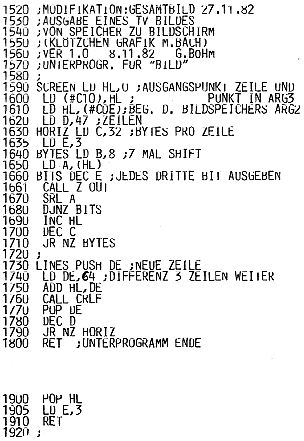 1520 ;MODIFIKATION:GESAMTBILD 27.11.82
1530 ;AUSGABE EINES TV BILDES
1540 ;VON SPEICHER ZU BILDSCHIRM
1550 ;(KLOTZCHEN GRAFIK M.BACH)
1560 ;VER 1.0 8.11.82 G.BOHM
1570 ;UNTERPROGR. FUR "BILD"
1580 ;
1590 SCREEN LD HL,0 ;AUSGANGSPUNKT ZEILE UND
1600 LD (#C10),HL ; PUNKT IN ARG3
1610 LD HL,(#C0E);BEG. D. BILDSPEICHERS ARG2
1620 LD D,47 ;ZEILEN
1630 HORIZ LD C,32 ;BYTES PRO ZEILE
1635 LD E,3
1640 BYTES LD B,8 ;7 MAL SHIFT
1650 LD A,(HL)
1660 BITS DEC E ;JEDES DRITTE BIT AUSGEBEN
1661 CALL Z OUT
1670 SRL A
1680 DJNZ BITS
1690 INC HL
1700 DEC C
1710 JR NZ BYTES
1720 ;
1730 LINES PUSH DE ;NEUE ZEILE
1740 LD DE,64 ;DIFFERENZ 3 ZEILEN WEITER
1750 ADD HL,DE
1760 CALL CRLF
1770 POP DE
1780 DEC D
1790 JR NZ HORIZ
1800 RET ;UNTERPROGRAMM ENDE
1900 POP HL
1905 LD E,3
1910 RET
1920 ;